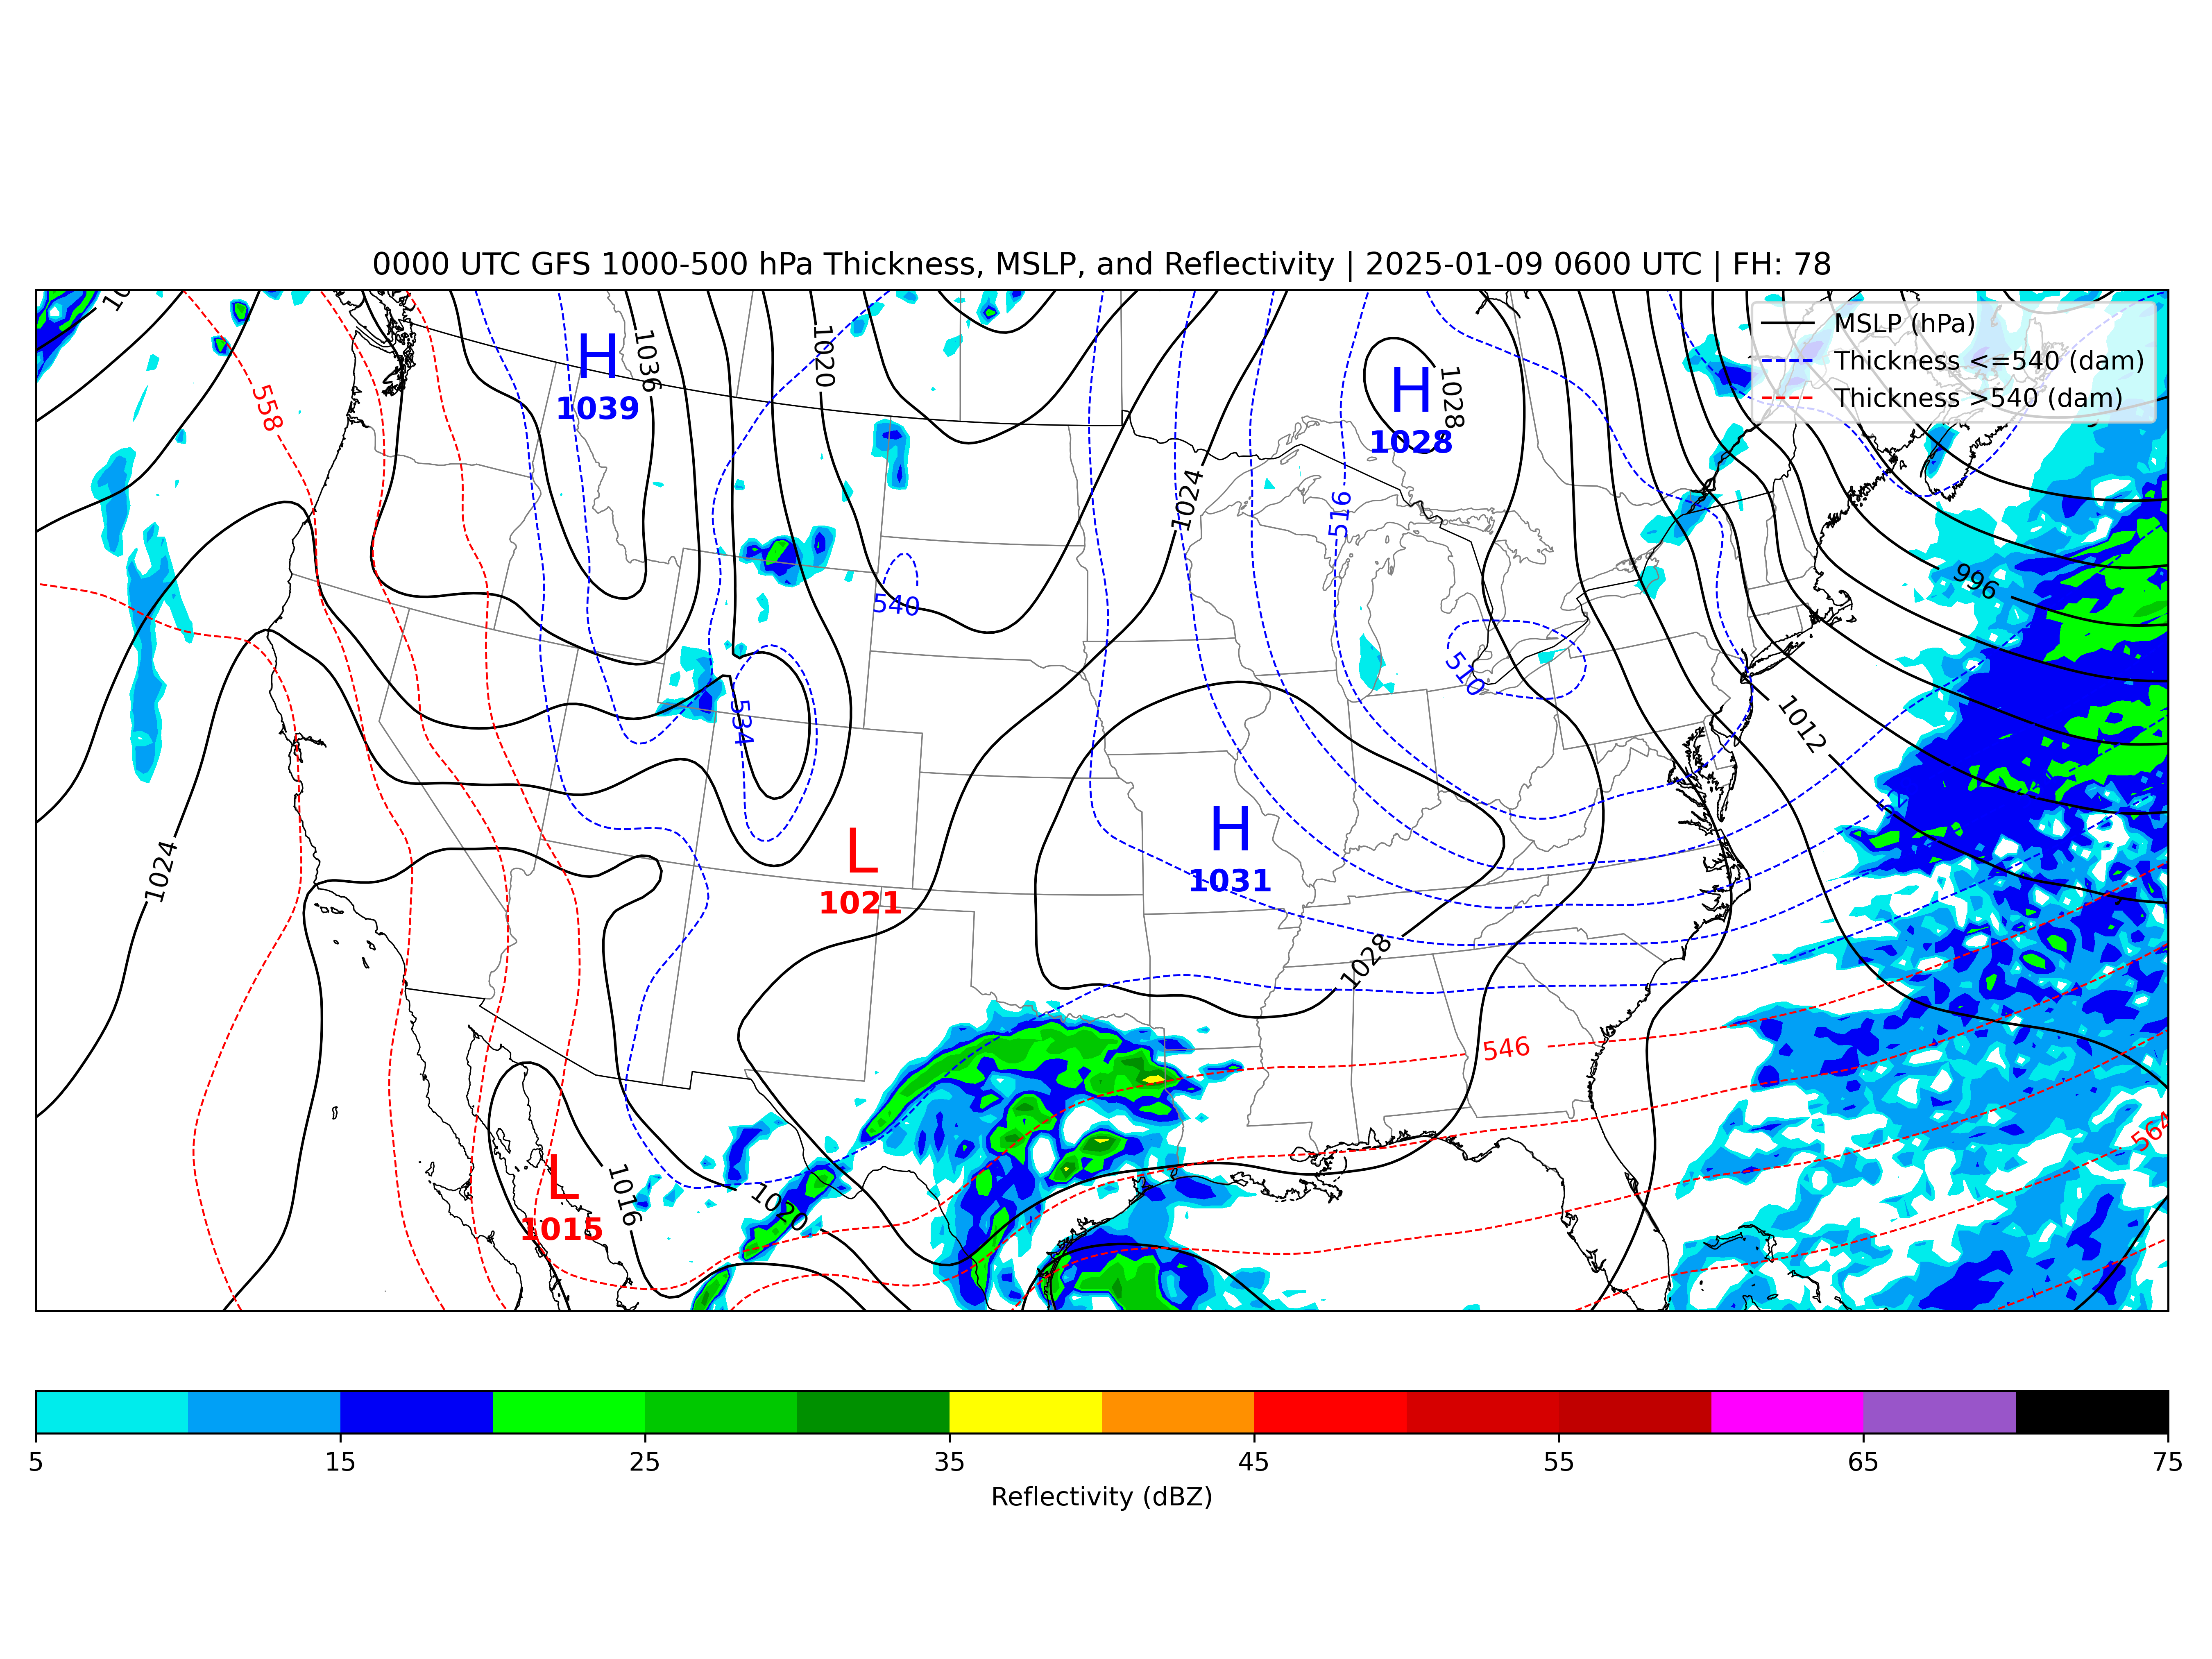 0000 UTC GFS 1000-500 hPa Thickness, MSLP, and Reflectivity | 2025-01-09 0600 UTC | FH: 78
MSLP (hPa)
Thickness <=540 (dam)
Thickness >540 (dam)
H
1039
1036
1020
H
1028
1028
558
1024
516
996
540
510
534
1012
1024
L
1021
H
1031
1028
546
564
L
1015
1016
1020
5 15 25 35 45 55 65 75
Reflectivity (dBZ)